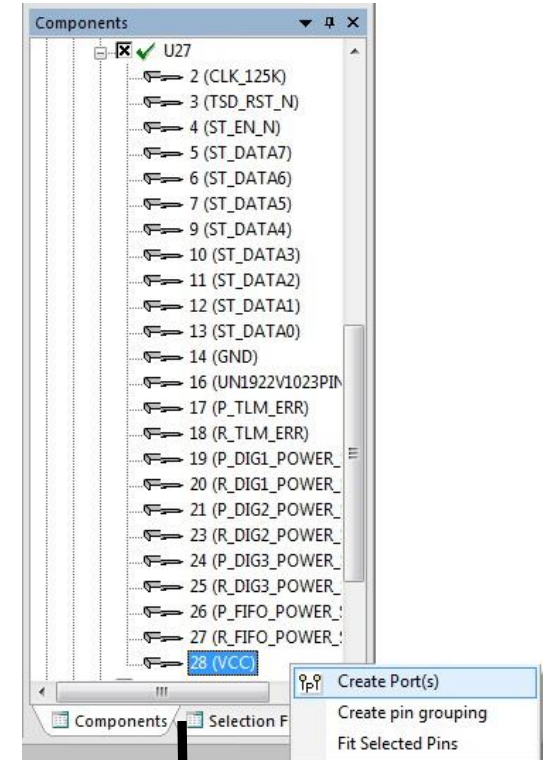 Components
U27
2 (CLK_125K)
3 (TSD_RST_N)
4 (ST_EN_N)
5 (ST_DATA7)
6 (ST_DATA6)
7 (ST_DATA5)
9 (ST_DATA4)
10 (ST_DATA3)
11 (ST_DATA2)
12 (ST_DATA1)
13 (ST_DATA0)
14 (GND)
16 (UN1922V1023PIN
17 (P_TLM_ERR)
18 (R_TLM_ERR)
19 (P_DIG1_POWER_
20 (R_DIG1_POWER_
21 (P_DIG2_POWER_
23 (R_DIG2_POWER_
24 (P_DIG3_POWER_
25 (R_DIG3_POWER_
26 (P_FIFO_POWER_
27 (R_FIFO_POWER_
28 (VCC)
Create Port(s)
Create pin grouping
Fit Selected Pins
Components
Selection F